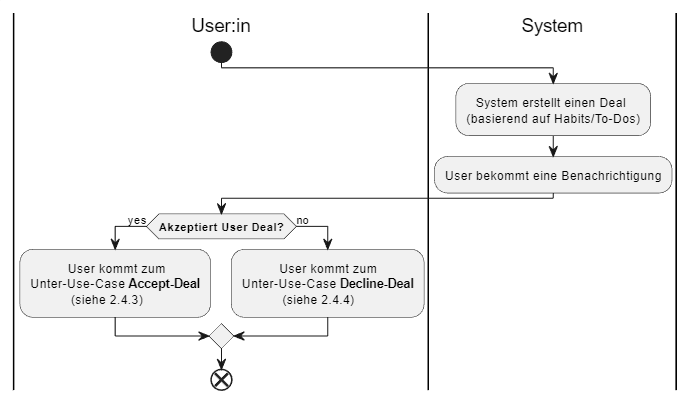 User:in
System
System erstellt einen Deal
(basierend auf Habits/To-Dos)
User bekommt eine Benachrichtigung
Akzeptiert User Deal?
yes
no
User kommt zum
Unter-Use-Case Accept-Deal
(siehe 2.4.3)
User kommt zum
Unter-Use-Case Decline-Deal
(siehe 2.4.4)